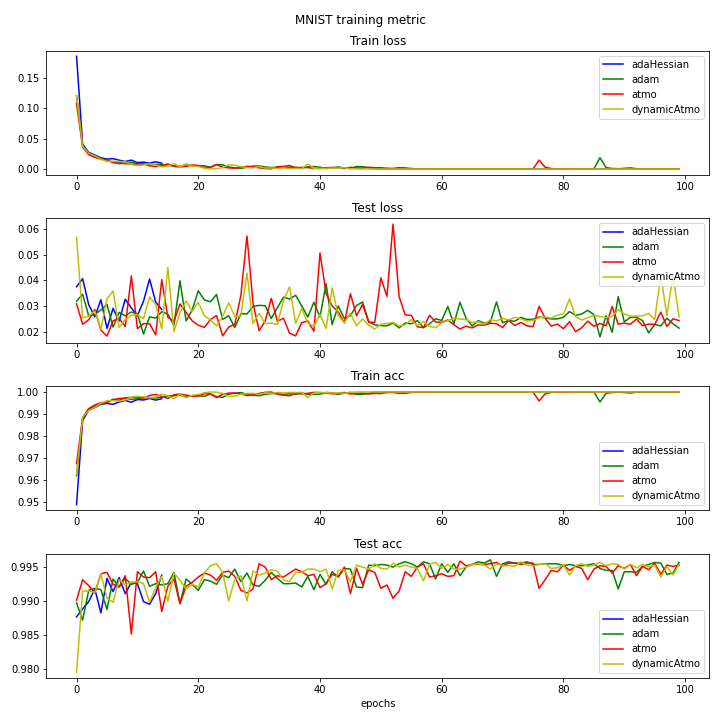 MNIST training metric
Train loss
0.15
0.10
0.05
0.00
adaHessian
adam
atmo
dynamicAtmo
0 20 40 60 80 100
Test loss
0.06
0.05
0.04
0.03
0.02
adaHessian
adam
atmo
dynamicAtmo
0 20 40 60 80 100
Train acc
1.00
0.99
0.98
0.97
0.96
0.95
adaHessian
adam
atmo
dynamicAtmo
0 20 40 60 80 100
Test acc
0.995
0.990
0.985
0.980
adaHessian
adam
atmo
dynamicAtmo
0 20 40 60 80 100
epochs